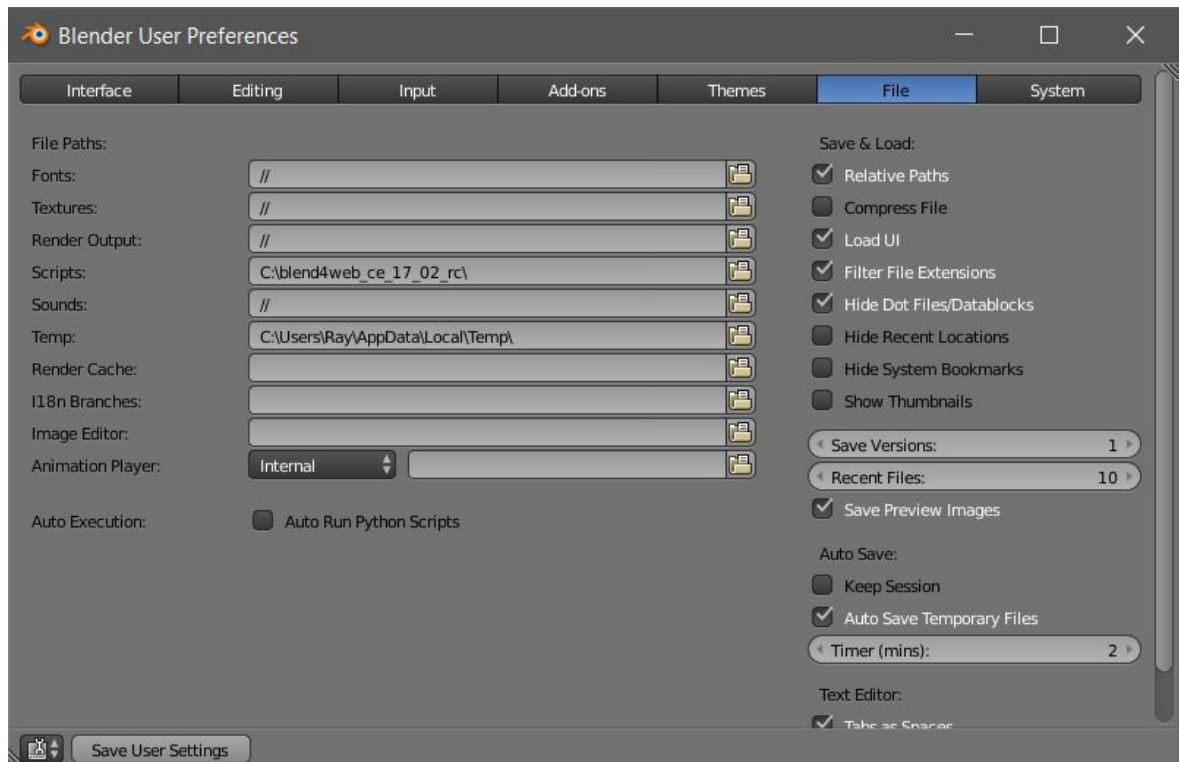 Blender User Preferences
Interface Editing Input Add-ons Themes File System
File Paths:
Fonts: //
Textures: //
Render Output: //
Scripts: C:\blend4web_ce_17_02_rc\
Sounds: //
Temp: C:\Users\Ray\AppData\Local\Temp\
Render Cache:
I18n Branches:
Image Editor:
Animation Player: Internal
Auto Execution: Auto Run Python Scripts
Save & Load:
Relative Paths
Compress File
Load UI
Filter File Extensions
Hide Dot Files/Datablocks
Hide Recent Locations
Hide System Bookmarks
Show Thumbnails
Save Versions: 1
Recent Files: 10
Save Preview Images
Auto Save:
Keep Session
Auto Save Temporary Files
Timer (mins): 2
Text Editor:
Tabs as Spaces
Save User Settings